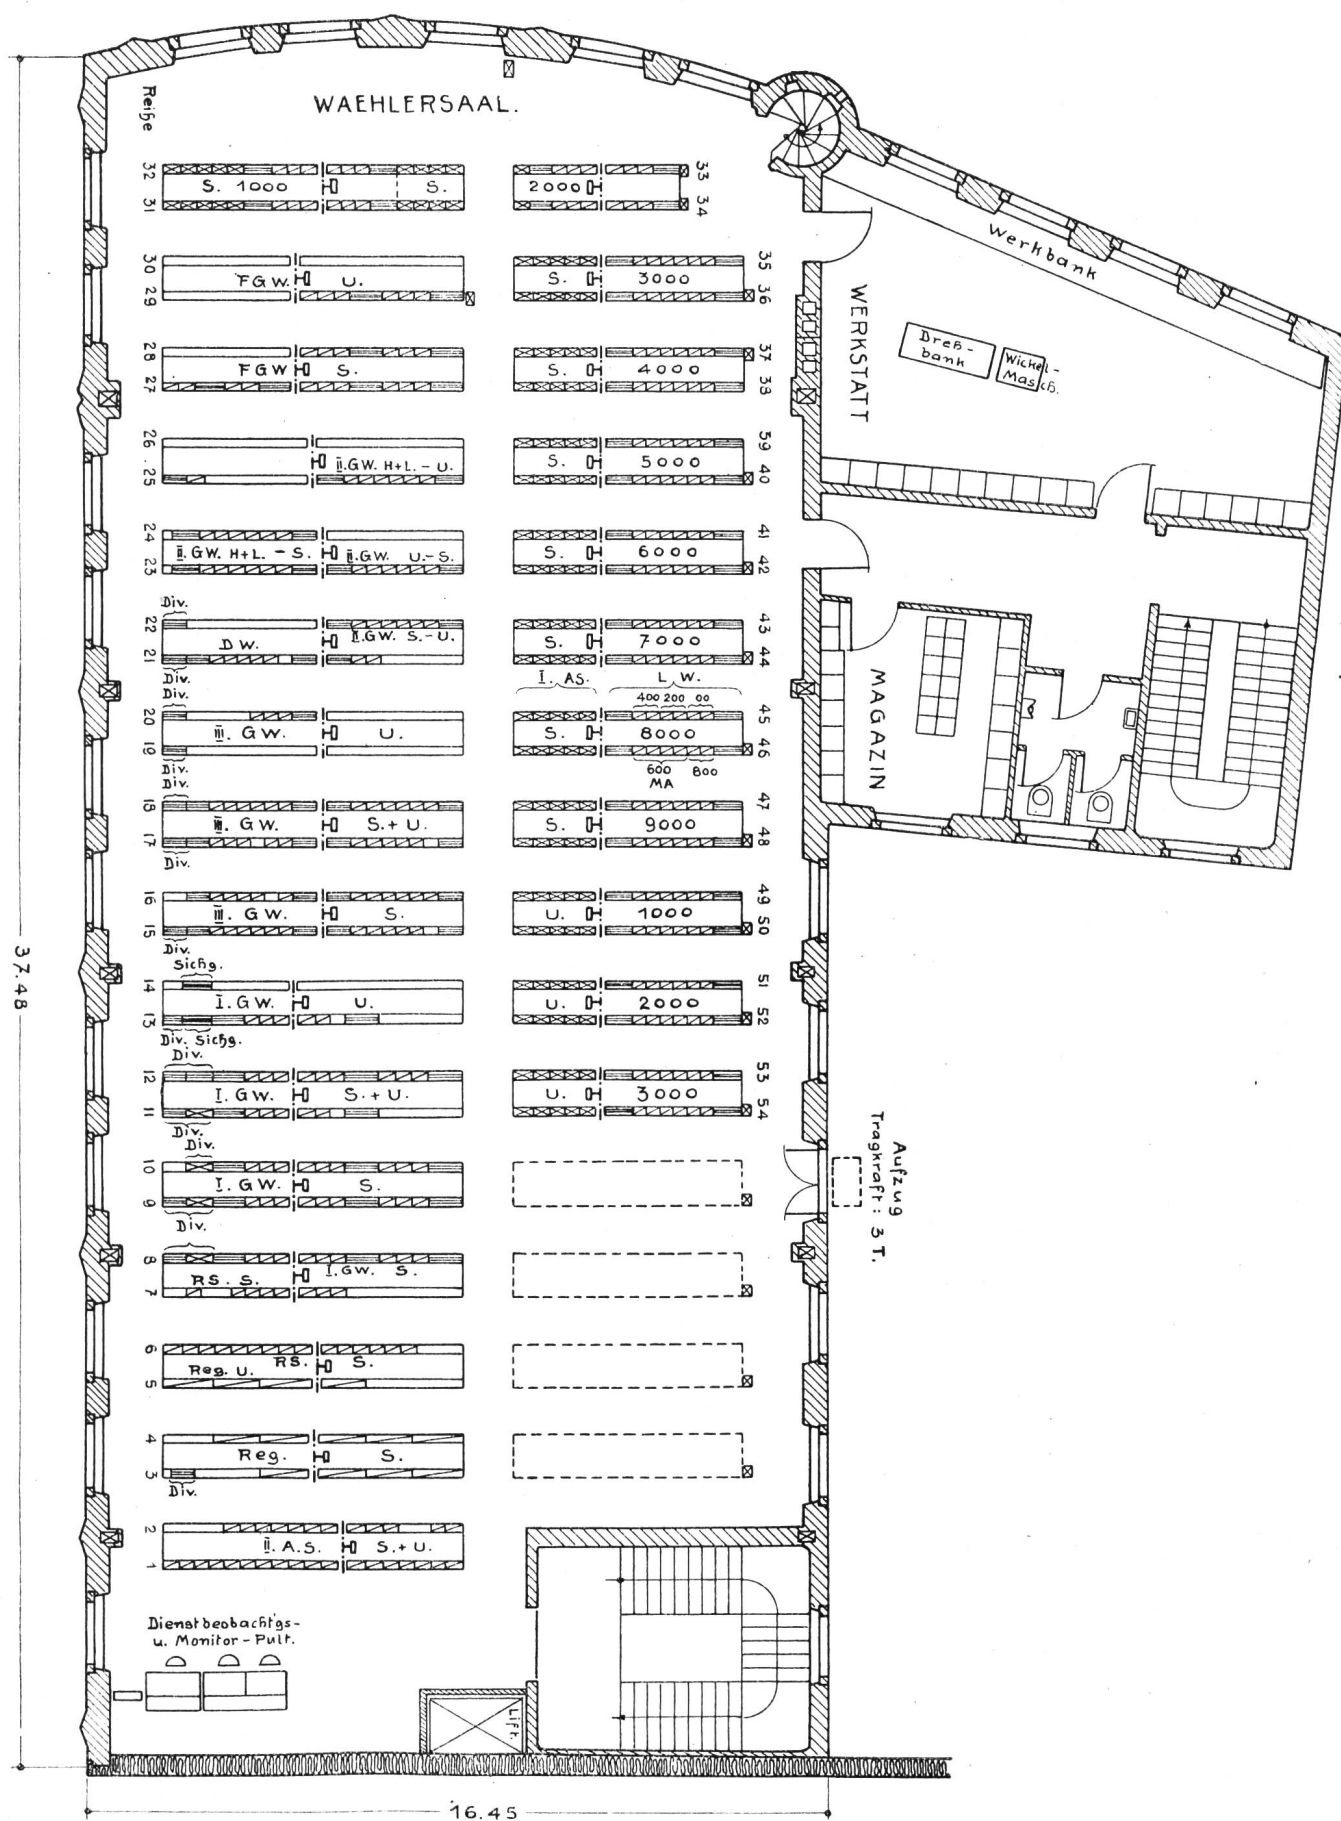 WAEHLERSAAL.
Reihe
32
S. 1000
S.
2000
33
31
34
30
FGW.
U.
S.
3000
35
29
36
Werkbank
WERKSTATT
Dreh-
bank
Wickel-
Masch.
28
FGW
S.
S.
4000
37
27
38
26
II.GW. H+L. - U.
S.
5000
39
25
40
24
II.GW. H+L. - S.
II.GW. U.-S.
S.
6000
41
23
42
Div.
22
DW.
II.GW. S.-U.
S.
7000
43
21
44
Div.
I. AS.
L.W.
MAGAZIN
Div.
400 200 00
20
III. GW.
U.
S.
8000
45
19
46
Div.
600
800
MA
Div.
18
III. GW.
S.+U.
S.
9000
47
17
48
Div.
16
III. GW.
S.
U.
1000
49
15
50
Div.
Sichg.
14
I. GW.
U.
U.
2000
51
13
52
Div. Sichg.
Div.
12
I. GW.
S.+U.
U.
3000
53
11
54
Div.
Div.
10
I. GW.
S.
9
Div.
Aufzug
Tragkraft: 3 T.
8
RS. S.
I.GW. S.
7
6
Reg. U.
RS.
S.
5
4
Reg.
S.
3
Div.
2
II. A.S.
S.+U.
1
Dienstbeobachtgs-
u. Monitor-Pult.
Lift.
37.48
16.45